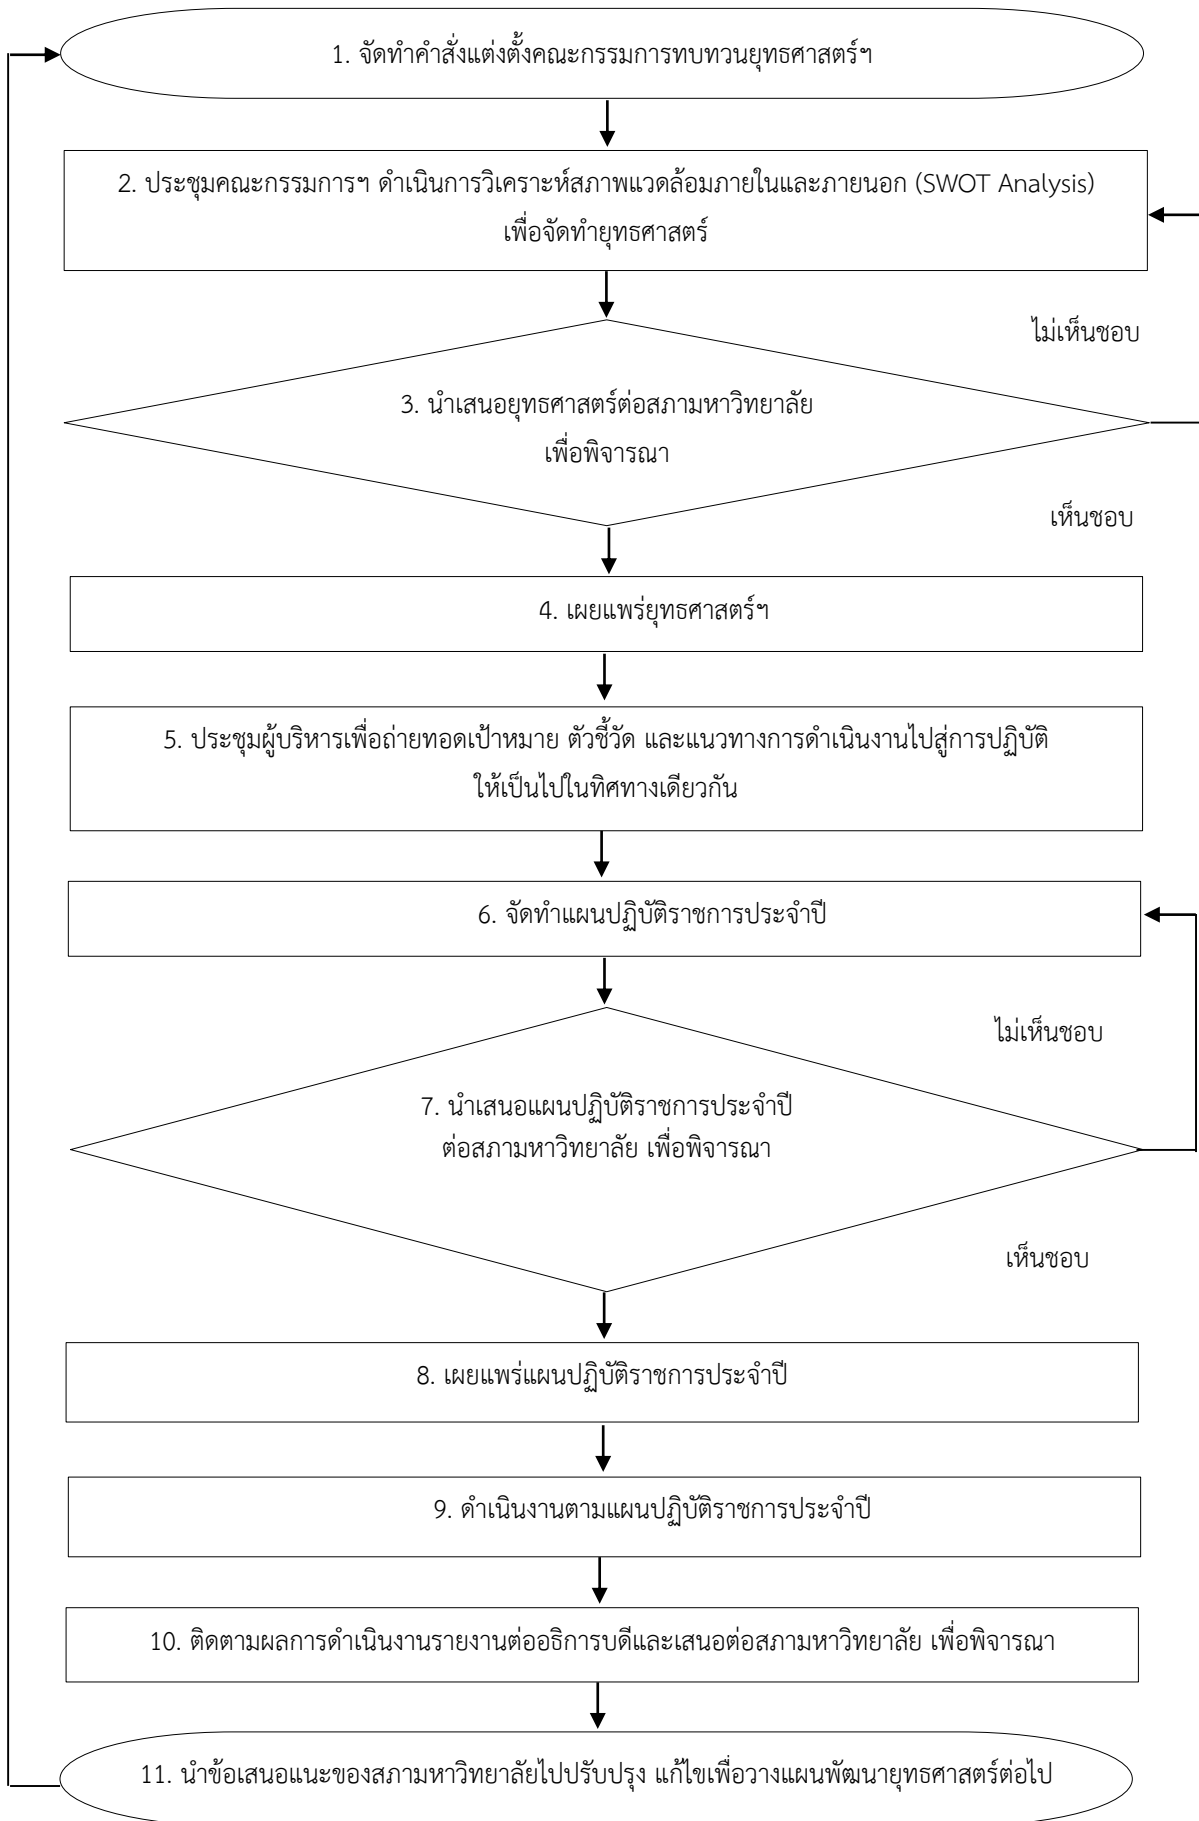 1. จัดทำคำสั่งแต่งตั้งคณะกรรมการทบทวนยุทธศาสตร์ฯ
2. ประชุมคณะกรรมการฯ ดำเนินการวิเคราะห์สภาพแวดล้อมภายในและภายนอก (SWOT Analysis)
เพื่อจัดทำยุทธศาสตร์
ไม่เห็นชอบ
3. นำเสนอยุทธศาสตร์ต่อสภามหาวิทยาลัย
เพื่อพิจารณา
เห็นชอบ
4. เผยแพร่ยุทธศาสตร์ฯ
5. ประชุมผู้บริหารเพื่อถ่ายทอดเป้าหมาย ตัวชี้วัด และแนวทางการดำเนินงานไปสู่การปฏิบัติ
ให้เป็นไปในทิศทางเดียวกัน
6. จัดทำแผนปฏิบัติราชการประจำปี
ไม่เห็นชอบ
7. นำเสนอแผนปฏิบัติราชการประจำปี
ต่อสภามหาวิทยาลัย เพื่อพิจารณา
เห็นชอบ
8. เผยแพร่แผนปฏิบัติราชการประจำปี
9. ดำเนินงานตามแผนปฏิบัติราชการประจำปี
10. ติดตามผลการดำเนินงานรายงานต่ออธิการบดีและเสนอต่อสภามหาวิทยาลัย เพื่อพิจารณา
11. นำข้อเสนอแนะของสภามหาวิทยาลัยไปปรับปรุง แก้ไขเพื่อวางแผนพัฒนายุทธศาสตร์ต่อไป